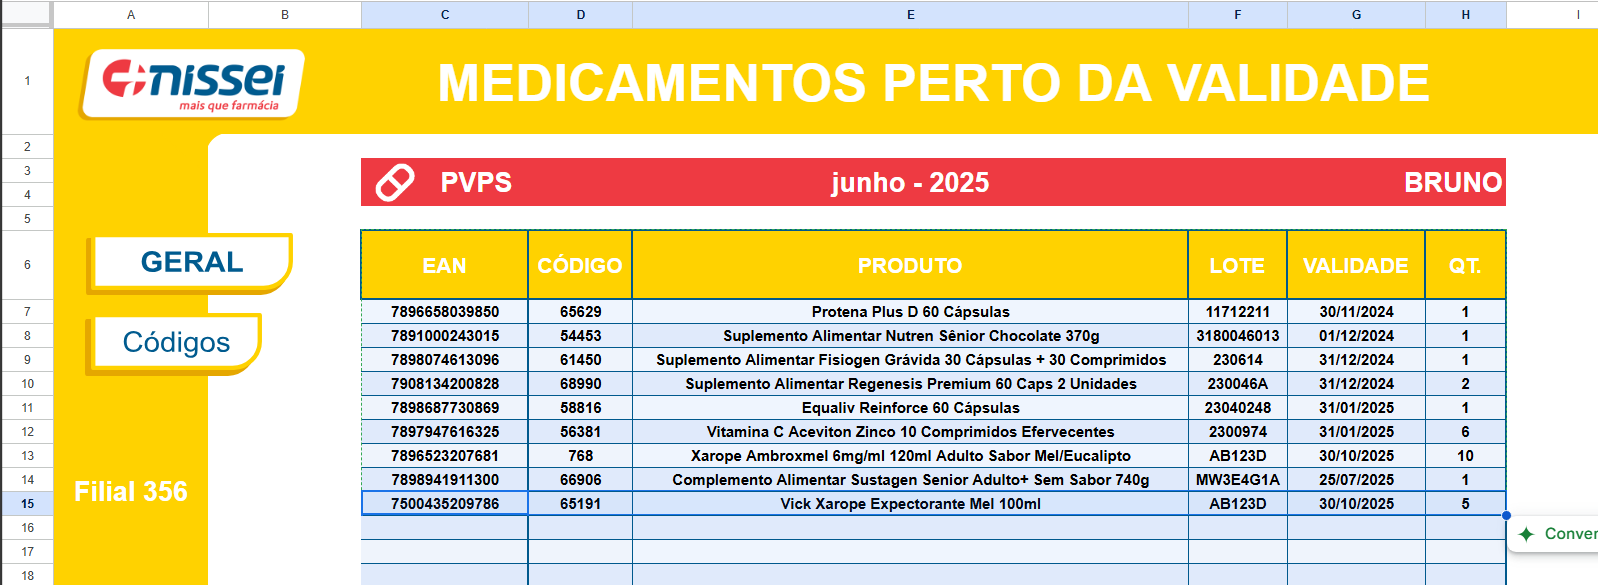 A B C D E F G H I
1
nissei
mais que farmácia
MEDICAMENTOS PERTO DA VALIDADE
2
3
PVPS junho - 2025 BRUNO
4
5
GERAL
6 EAN CÓDIGO PRODUTO LOTE VALIDADE QT.
7 7896658039850 65629 Protena Plus D 60 Cápsulas 11712211 30/11/2024 1
Códigos
8 7891000243015 54453 Suplemento Alimentar Nutren Sênior Chocolate 370g 3180046013 01/12/2024 1
9 7898074613096 61450 Suplemento Alimentar Fisiogen Grávida 30 Cápsulas + 30 Comprimidos 230614 31/12/2024 1
10 7908134200828 68990 Suplemento Alimentar Regenesis Premium 60 Caps 2 Unidades 230046A 31/12/2024 2
11 7898687730869 58816 Equaliv Reinforce 60 Cápsulas 23040248 31/01/2025 1
12 7897947616325 56381 Vitamina C Aceviton Zinco 10 Comprimidos Efervecentes 2300974 31/01/2025 6
13 7896523207681 768 Xarope Ambroxmel 6mg/ml 120ml Adulto Sabor Mel/Eucalipto AB123D 30/10/2025 10
14 7898941911300 66906 Complemento Alimentar Sustagen Senior Adulto+ Sem Sabor 740g MW3E4G1A 25/07/2025 1
Filial 356
15 7500435209786 65191 Vick Xarope Expectorante Mel 100ml AB123D 30/10/2025 5
16
17
Conver
18